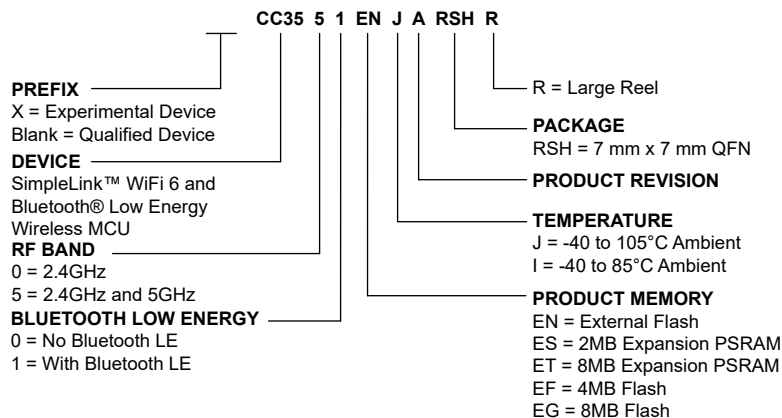 CC35 5 1 EN J A RSH R
PREFIX
X = Experimental Device
Blank = Qualified Device
DEVICE
SimpleLink™ WiFi 6 and
Bluetooth® Low Energy
Wireless MCU
RF BAND
0 = 2.4GHz
5 = 2.4GHz and 5GHz
BLUETOOTH LOW ENERGY
0 = No Bluetooth LE
1 = With Bluetooth LE
R = Large Reel
PACKAGE
RSH = 7 mm x 7 mm QFN
PRODUCT REVISION
TEMPERATURE
J = -40 to 105°C Ambient
I = -40 to 85°C Ambient
PRODUCT MEMORY
EN = External Flash
ES = 2MB Expansion PSRAM
ET = 8MB Expansion PSRAM
EF = 4MB Flash
EG = 8MB Flash